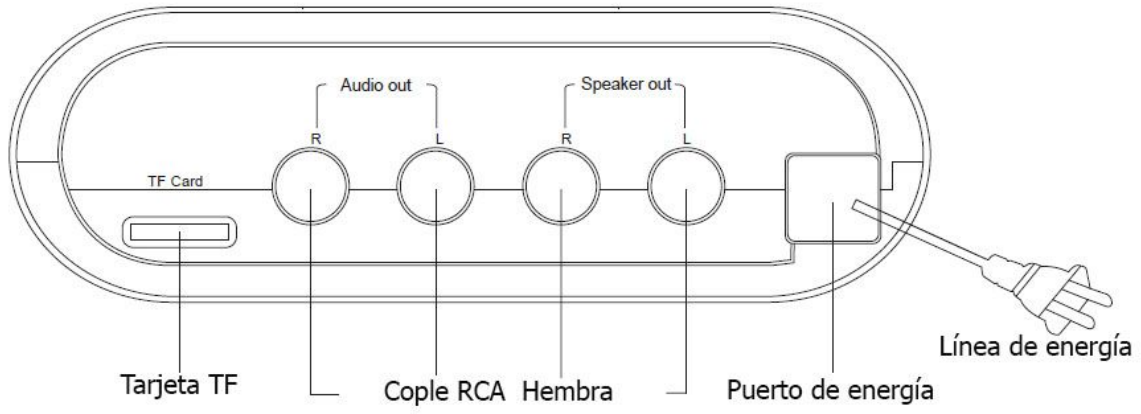 Audio out
Speaker out
R
L
R
L
TF Card
Línea de energía
Tarjeta TF
Cople RCA Hembra
Puerto de energía